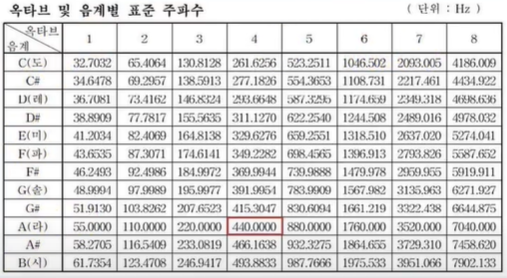 옥타브 및 음계별 표준 주파수
( 단위 : Hz )
옥타브
음계 1 2 3 4 5 6 7 8
C(도) 32.7032 65.4064 130.8128 261.6256 523.2511 1046.502 2093.005 4186.009
C# 34.6478 69.2957 138.5913 277.1826 554.3653 1108.731 2217.461 4434.922
D(레) 36.7081 73.4162 146.8324 293.6648 587.3295 1174.659 2349.318 4698.636
D# 38.8909 77.7817 155.5635 311.1270 622.2540 1244.508 2489.016 4978.032
E(미) 41.2034 82.4069 164.8138 329.6276 659.2551 1318.510 2637.020 5274.041
F(파) 43.6535 87.3071 174.6141 349.2282 698.4565 1396.913 2793.826 5587.652
F# 46.2493 92.4986 184.9972 369.9944 739.9888 1479.978 2959.955 5919.911
G(솔) 48.9994 97.9989 195.9977 391.9954 783.9909 1567.982 3135.963 6271.927
G# 51.9130 103.8262 207.6523 415.3047 830.6094 1661.219 3322.438 6644.875
A(라) 55.0000 110.0000 220.0000 440.0000 880.0000 1760.000 3520.000 7040.000
A# 58.2705 116.5409 233.0819 466.1638 932.3275 1864.655 3729.310 7458.620
B(시) 61.7354 123.4708 246.9417 493.8833 987.7666 1975.533 3951.066 7902.133